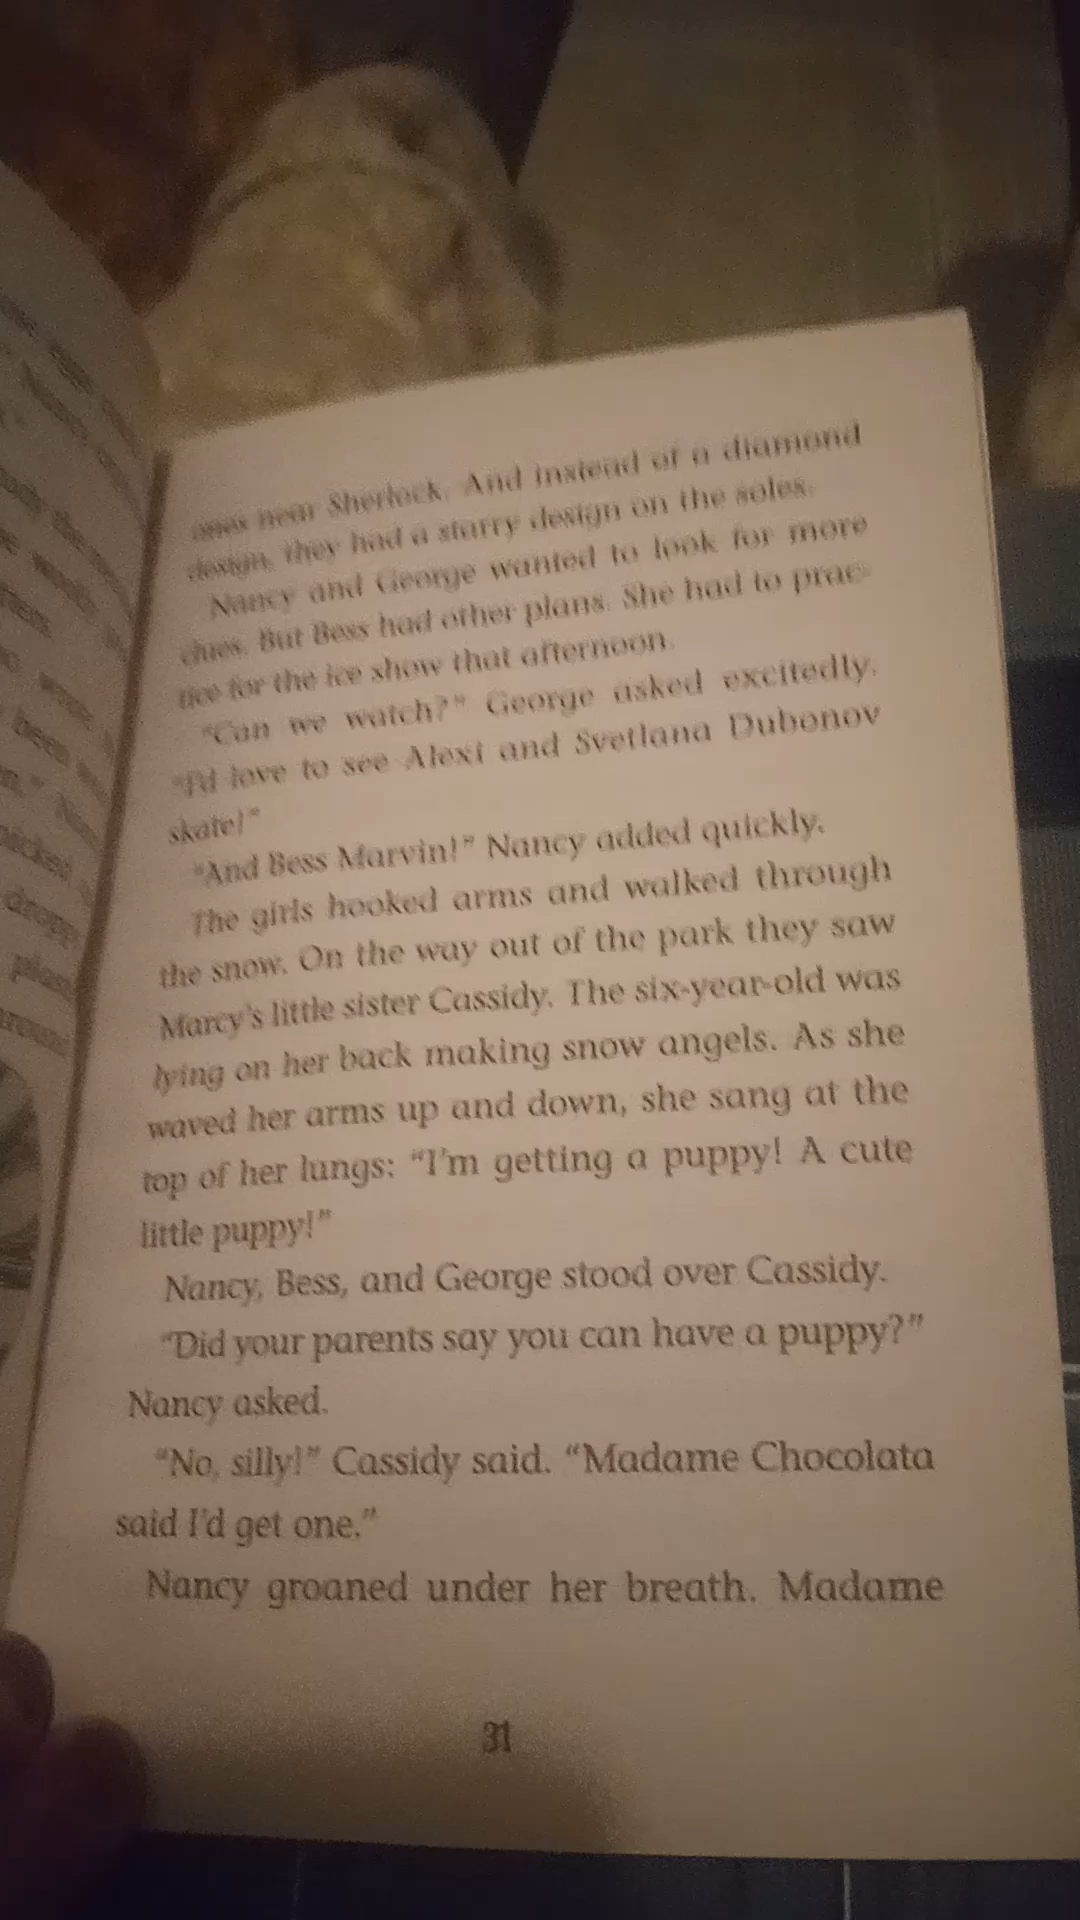 ones near Sherlock. And instead of a diamond
design, they had a starry design on the soles.
Nancy and George wanted to look for more
clues. But Bess had other plans. She had to prac-
tice for the ice show that afternoon.
"Can we watch?" George asked excitedly.
"I'd love to see Alexi and Svetlana Dubonov
skate!"
"And Bess Marvin!" Nancy added quickly.
The girls hooked arms and walked through
the snow. On the way out of the park they saw
Marcy's little sister Cassidy. The six-year-old was
lying on her back making snow angels. As she
waved her arms up and down, she sang at the
top of her lungs: "I'm getting a puppy! A cute
little puppy!"
Nancy, Bess, and George stood over Cassidy.
"Did your parents say you can have a puppy?"
Nancy asked.
"No, silly!" Cassidy said. "Madame Chocolata
said I'd get one."
Nancy groaned under her breath. Madame
31